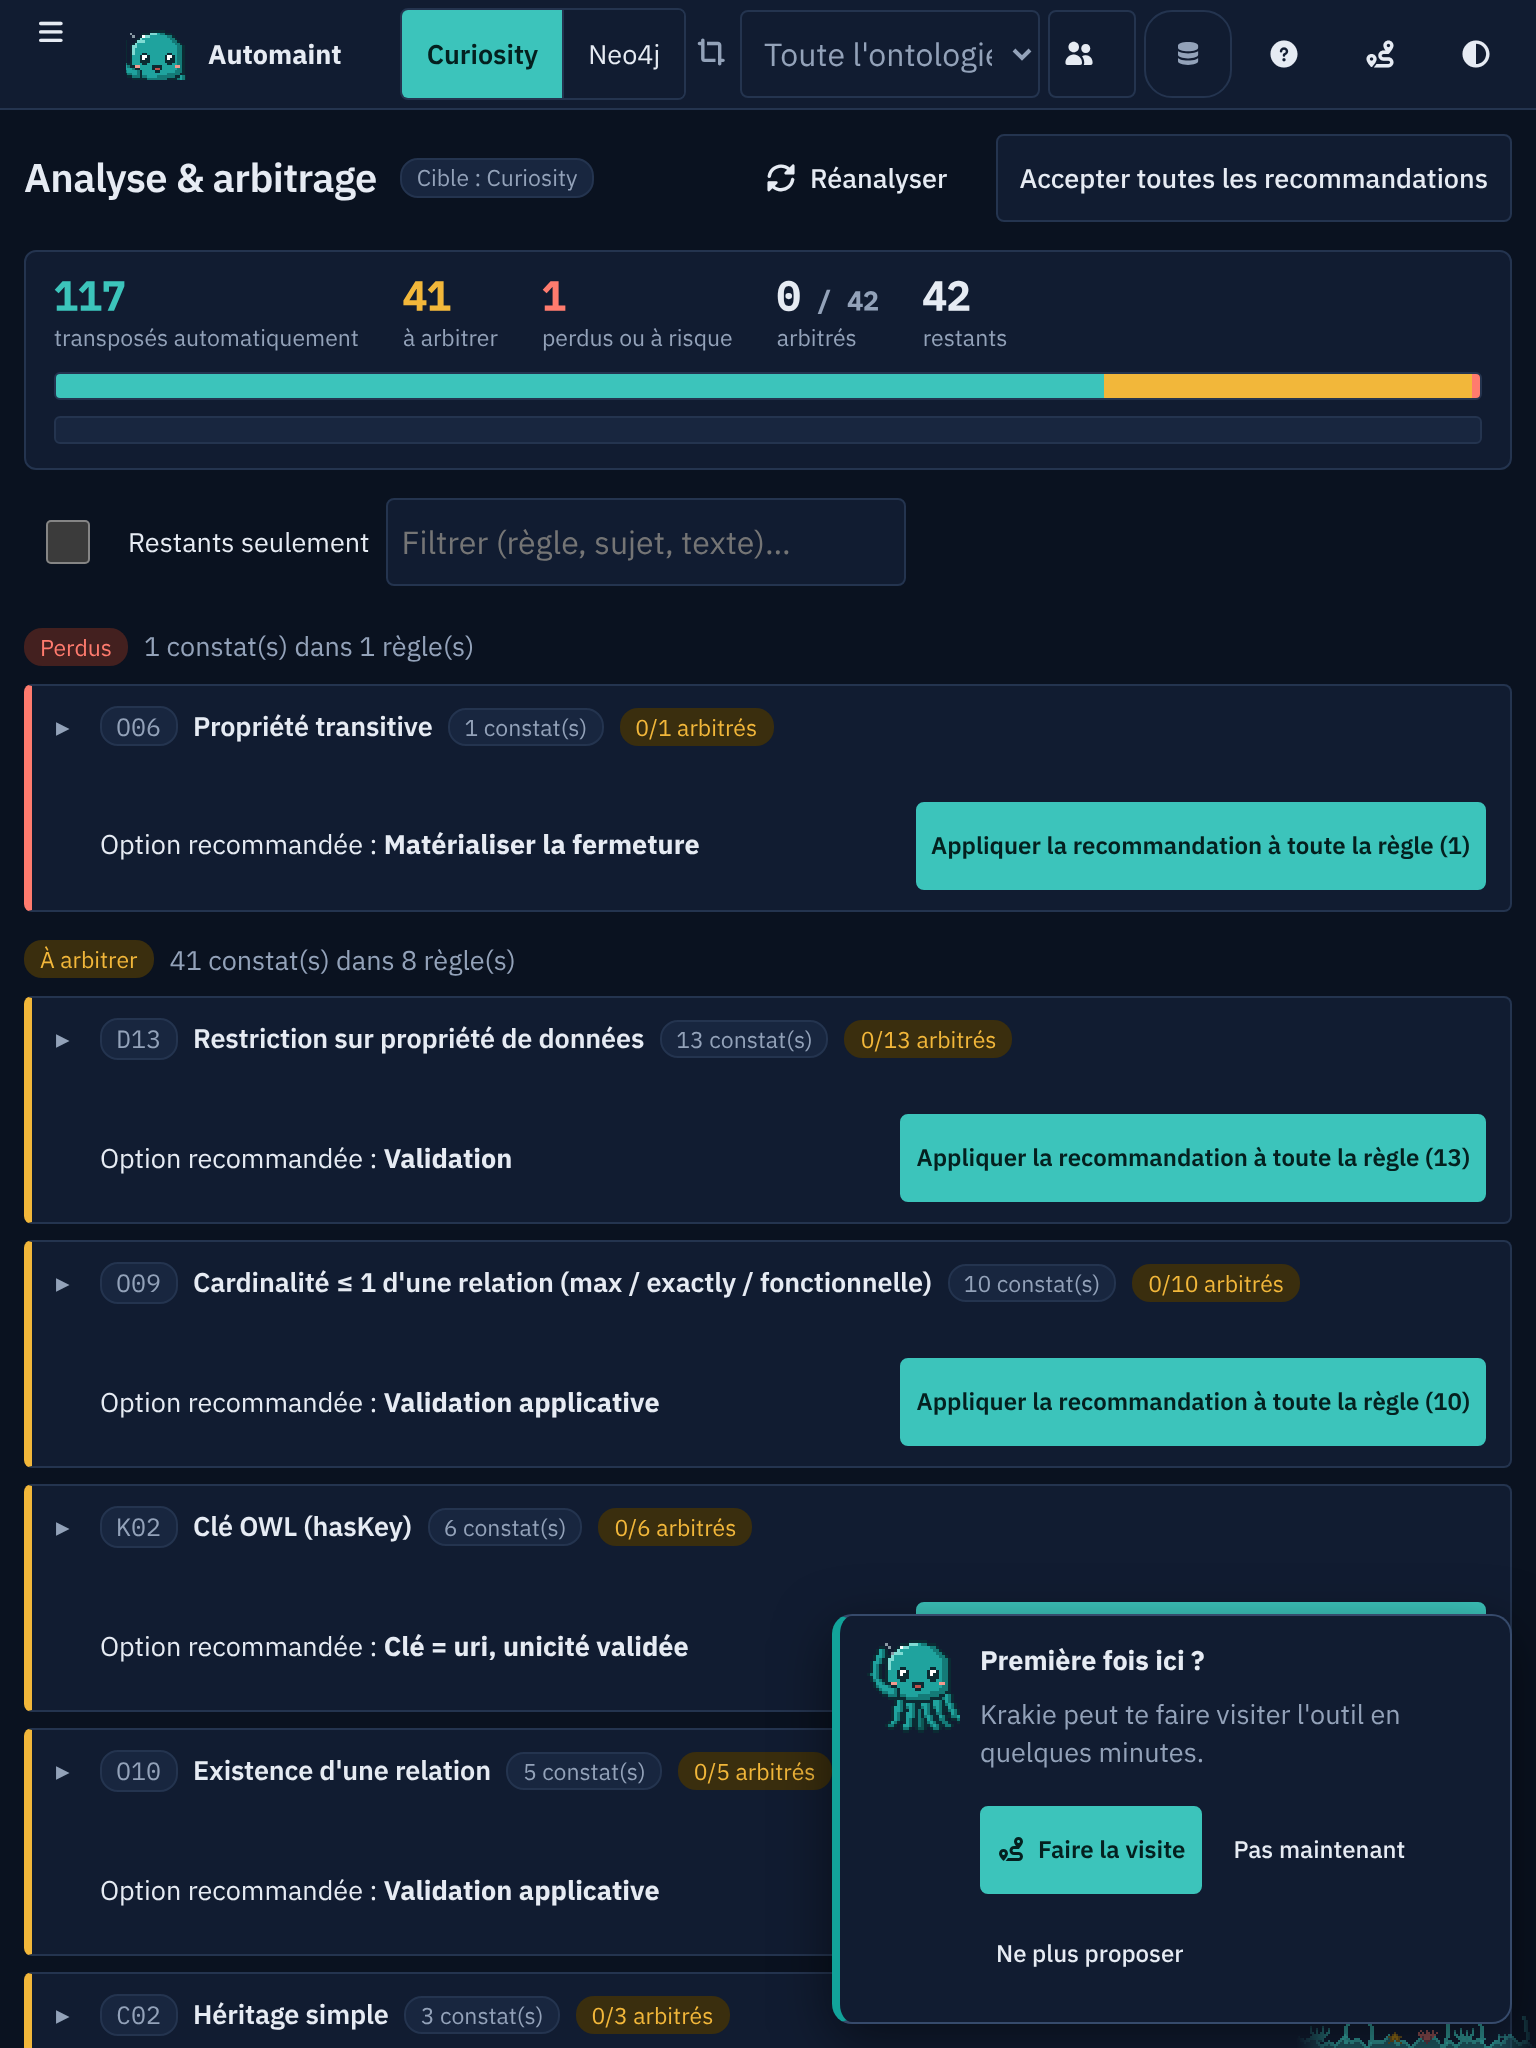 Automaint
Curiosity
Neo4j
Toute l'ontologie
Analyse & arbitrage
Cible : Curiosity
Réanalyser
Accepter toutes les recommandations
117
transposés automatiquement
41
à arbitrer
1
perdus ou à risque
0 / 42
arbitrés
42
restants
Restants seulement
Filtrer (règle, sujet, texte)...
Perdus 1 constat(s) dans 1 règle(s)
▸ O06 Propriété transitive 1 constat(s) 0/1 arbitrés
Option recommandée : Matérialiser la fermeture
Appliquer la recommandation à toute la règle (1)
À arbitrer 41 constat(s) dans 8 règle(s)
▸ D13 Restriction sur propriété de données 13 constat(s) 0/13 arbitrés
Option recommandée : Validation
Appliquer la recommandation à toute la règle (13)
▸ O09 Cardinalité ≤ 1 d'une relation (max / exactly / fonctionnelle) 10 constat(s) 0/10 arbitrés
Option recommandée : Validation applicative
Appliquer la recommandation à toute la règle (10)
▸ K02 Clé OWL (hasKey) 6 constat(s) 0/6 arbitrés
Option recommandée : Clé = uri, unicité validée
▸ O10 Existence d'une relation 5 constat(s) 0/5 arbitrés
Option recommandée : Validation applicative
▸ C02 Héritage simple 3 constat(s) 0/3 arbitrés
Première fois ici ?
Krakie peut te faire visiter l'outil en
quelques minutes.
Faire la visite
Pas maintenant
Ne plus proposer